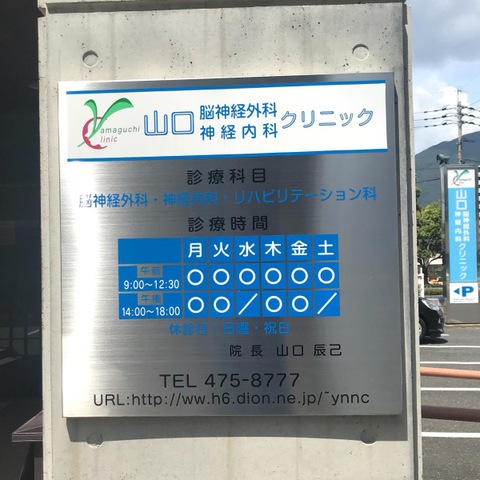 Yamaguchi
Clinic
山口 脳神経外科 神経内科 クリニック
診療科目
脳神経外科・神経内科・リハビリテーション科
診療時間
月 火 水 木 金 土
午前 9:00〜12:30 ○ ○ ○ ○ ○ ○
午後 14:00〜18:00 ○ ○ ／ ○ ○ ／
休診日・日曜・祝日
院長 山口 辰己
TEL 475-8777
URL:http://ww.h6.dion.ne.jp/~ynnc
山口 脳神経外科 神経内科 クリニック
P